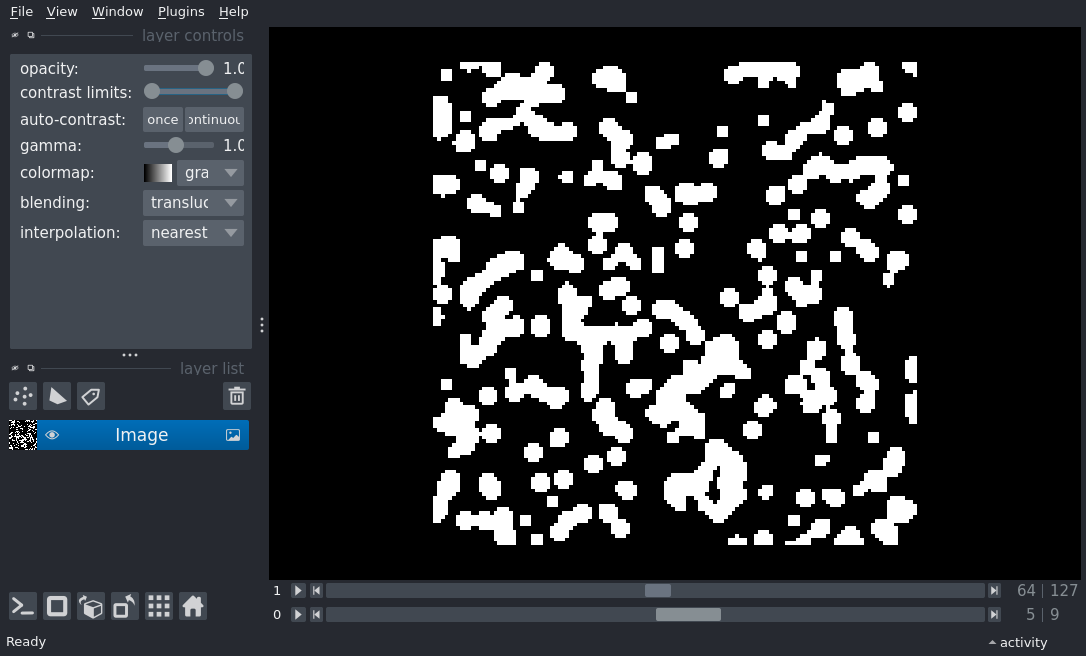 File View Window Plugins Help
layer controls
opacity: 1.0
contrast limits:
auto-contrast: once ontinuou
gamma: 1.0
colormap: gra
blending: transluc
interpolation: nearest
layer list
Image
1 64 | 127
0 5 | 9
Ready activity